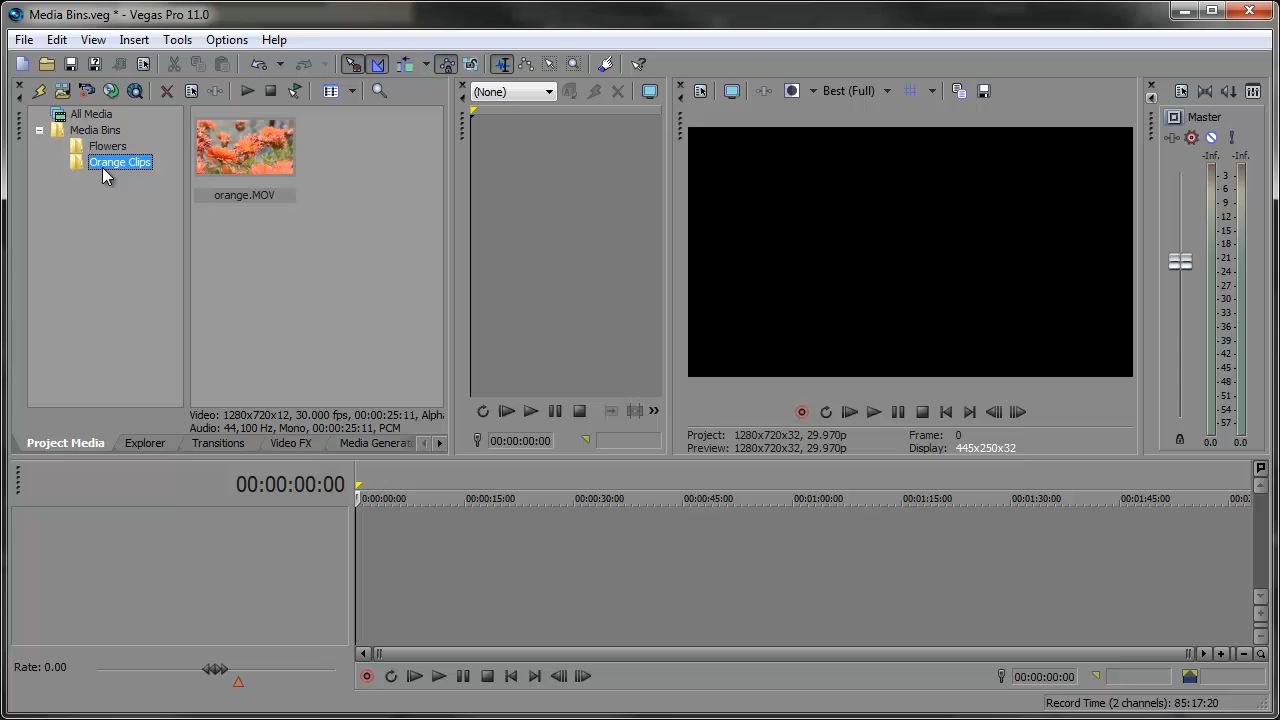 Media Bins.veg * - Vegas Pro 11.0
File Edit View Insert Tools Options Help
(None)
Best (Full)
All Media
Media Bins
Flowers
Orange Clips
orange.MOV
Master
-Inf. -Inf.
3
6
9
12
15
18
21
24
27
30
33
36
39
42
45
48
51
54
57
0.0 0.0
Video: 1280x720x12, 30.000 fps, 00:00:25:11, Alpha
Audio: 44,100 Hz, Mono, 00:00:25:11, PCM
Project Media Explorer Transitions Video FX Media Generato
00:00:00:00
Project: 1280x720x32, 29.970p Frame: 0
Preview: 1280x720x32, 29.970p Display: 445x250x32
00:00:00:00
0:00:00:00 00:00:15:00 00:00:30:00 00:00:45:00 00:01:00:00 00:01:15:00 00:01:30:00 00:01:45:00
Rate: 0.00
00:00:00:00
Record Time (2 channels): 85:17:20